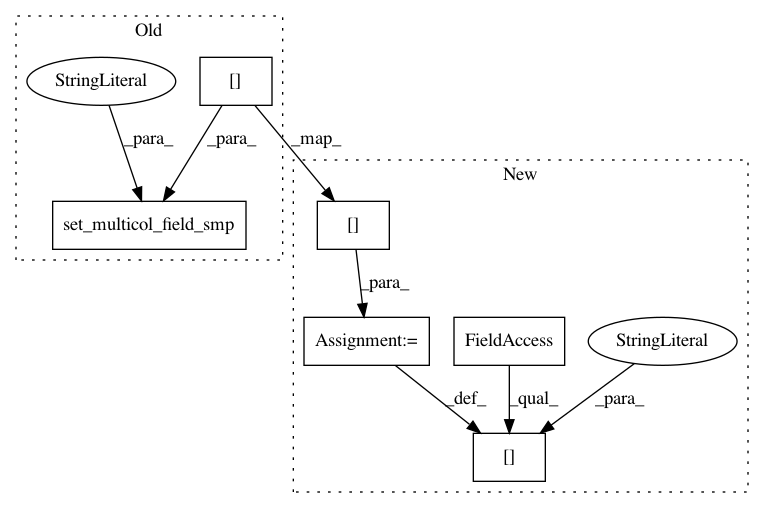 Old
StringLiteral
[]
_para_
_para_
_map_
set_multicol_field_smp
New
[]
_para_
Assignment:=
FieldAccess
StringLiteral
_def_
_qual_
_para_
[]